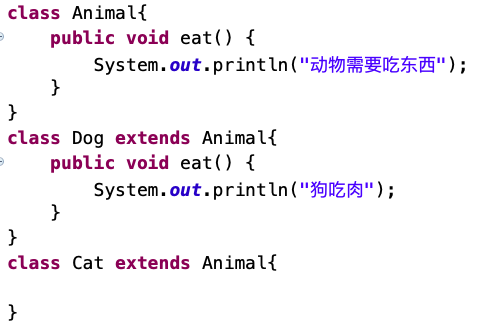 class Animal{
    public void eat() {
        System.out.println("动物需要吃东西");
    }
}
class Dog extends Animal{
    public void eat() {
        System.out.println("狗吃肉");
    }
}
class Cat extends Animal{

}